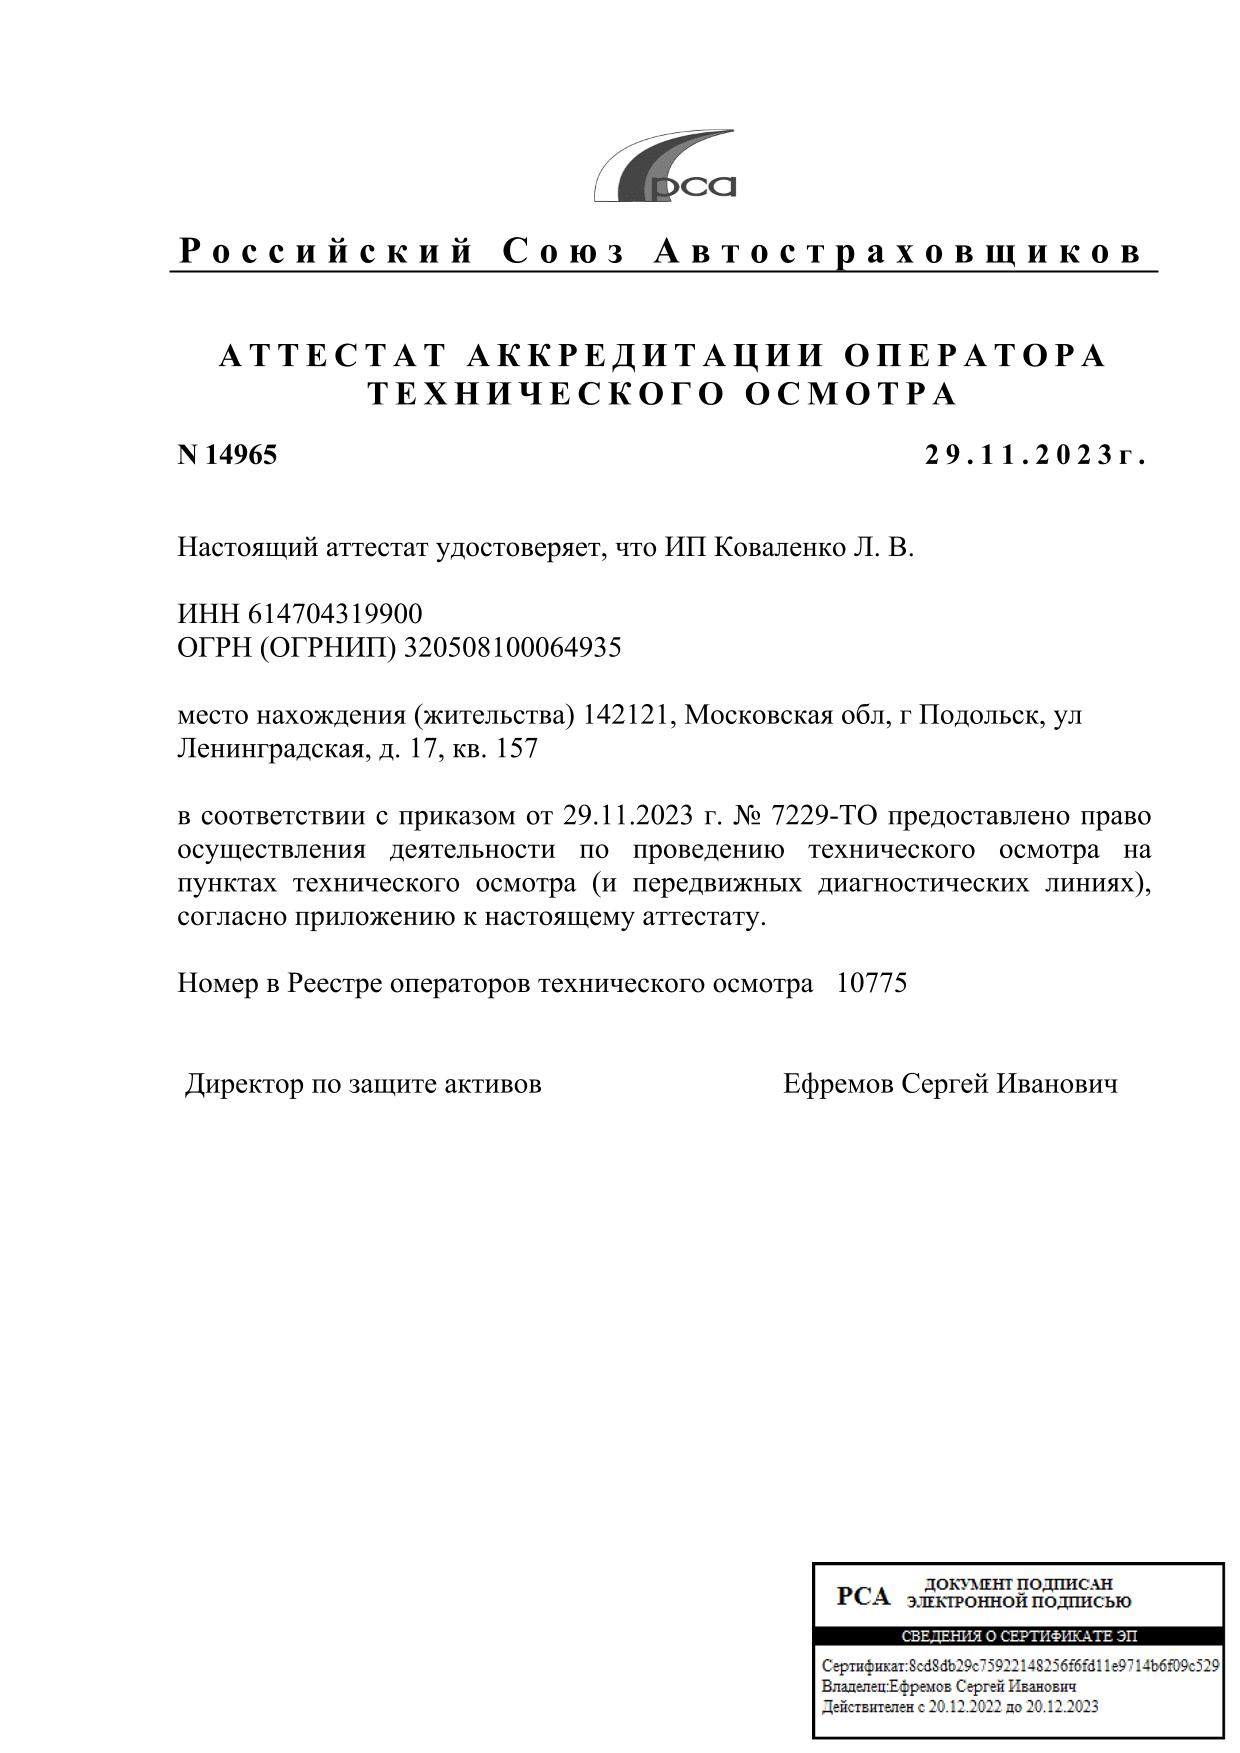 рса
Российский Союз Автостраховщиков
АТТЕСТАТ АККРЕДИТАЦИИ ОПЕРАТОРА
ТЕХНИЧЕСКОГО ОСМОТРА
N 14965 29.11.2023г.
Настоящий аттестат удостоверяет, что ИП Коваленко Л. В.
ИНН 614704319900
ОГРН (ОГРНИП) 320508100064935
место нахождения (жительства) 142121, Московская обл, г Подольск, ул
Ленинградская, д. 17, кв. 157
в соответствии с приказом от 29.11.2023 г. № 7229-ТО предоставлено право
осуществления деятельности по проведению технического осмотра на
пунктах технического осмотра (и передвижных диагностических линиях),
согласно приложению к настоящему аттестату.
Номер в Реестре операторов технического осмотра 10775
Директор по защите активов Ефремов Сергей Иванович
РСА ДОКУМЕНТ ПОДПИСАН
ЭЛЕКТРОННОЙ ПОДПИСЬЮ
СВЕДЕНИЯ О СЕРТИФИКАТЕ ЭП
Сертификат:8cd8db29c75922148256f6fd11e9714b6f09c529
Владелец:Ефремов Сергей Иванович
Действителен с 20.12.2022 до 20.12.2023